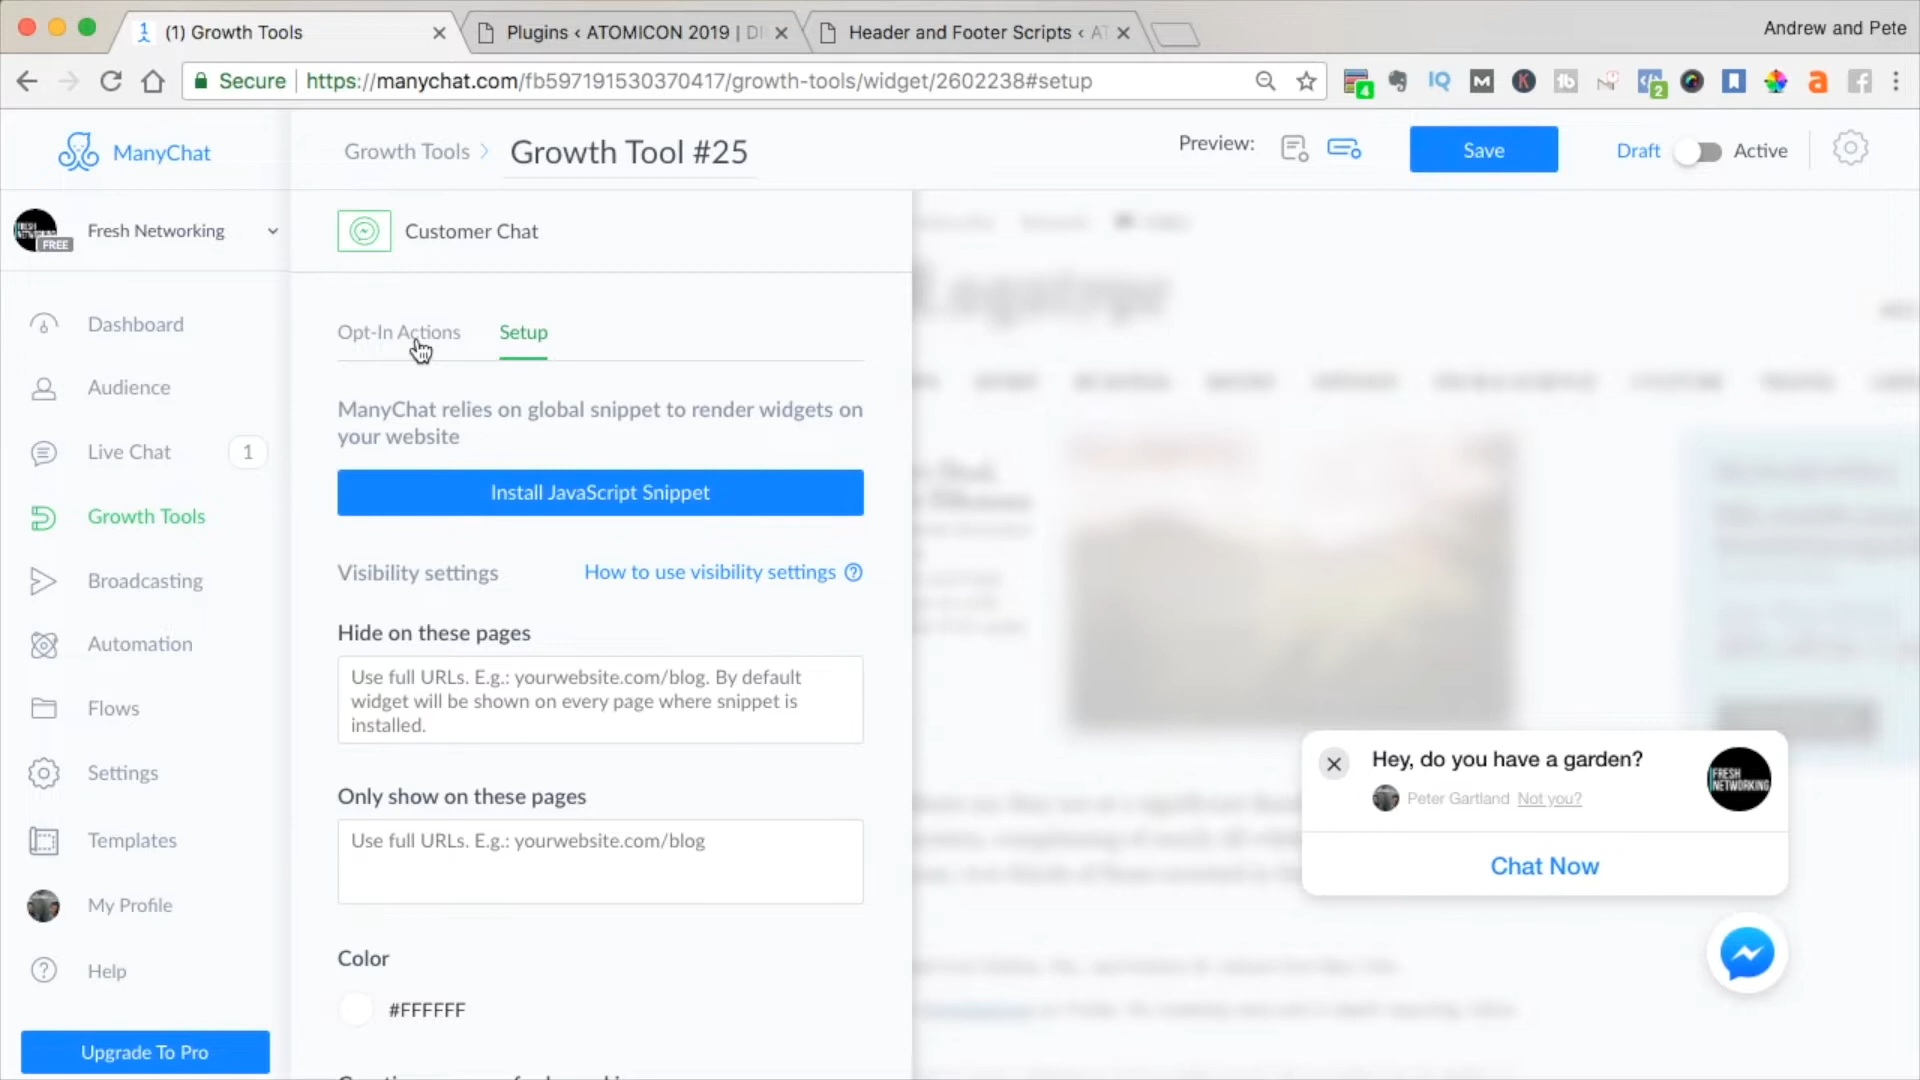 (1) Growth Tools
Plugins ‹ ATOMICON 2019 |
Header and Footer Scripts ‹
Andrew and Pete
Secure
https://manychat.com/fb597191530370417/growth-tools/widget/2602238#setup
4
2
ManyChat
Growth Tools
Growth Tool #25
Preview:
Save
Draft
Active
FRESH NETWORKING
FREE
Fresh Networking
Customer Chat
Dashboard
Audience
Live Chat
1
Growth Tools
Broadcasting
Automation
Flows
Settings
Templates
My Profile
Help
Upgrade To Pro
Opt-In Actions
Setup
ManyChat relies on global snippet to render widgets on
your website
Install JavaScript Snippet
Visibility settings
How to use visibility settings
Hide on these pages
Use full URLs. E.g.: yourwebsite.com/blog. By default
widget will be shown on every page where snippet is
installed.
Only show on these pages
Use full URLs. E.g.: yourwebsite.com/blog
Color
#FFFFFF
Hey, do you have a garden?
Peter Gartland Not you?
FRESH
NETWORKING
Chat Now